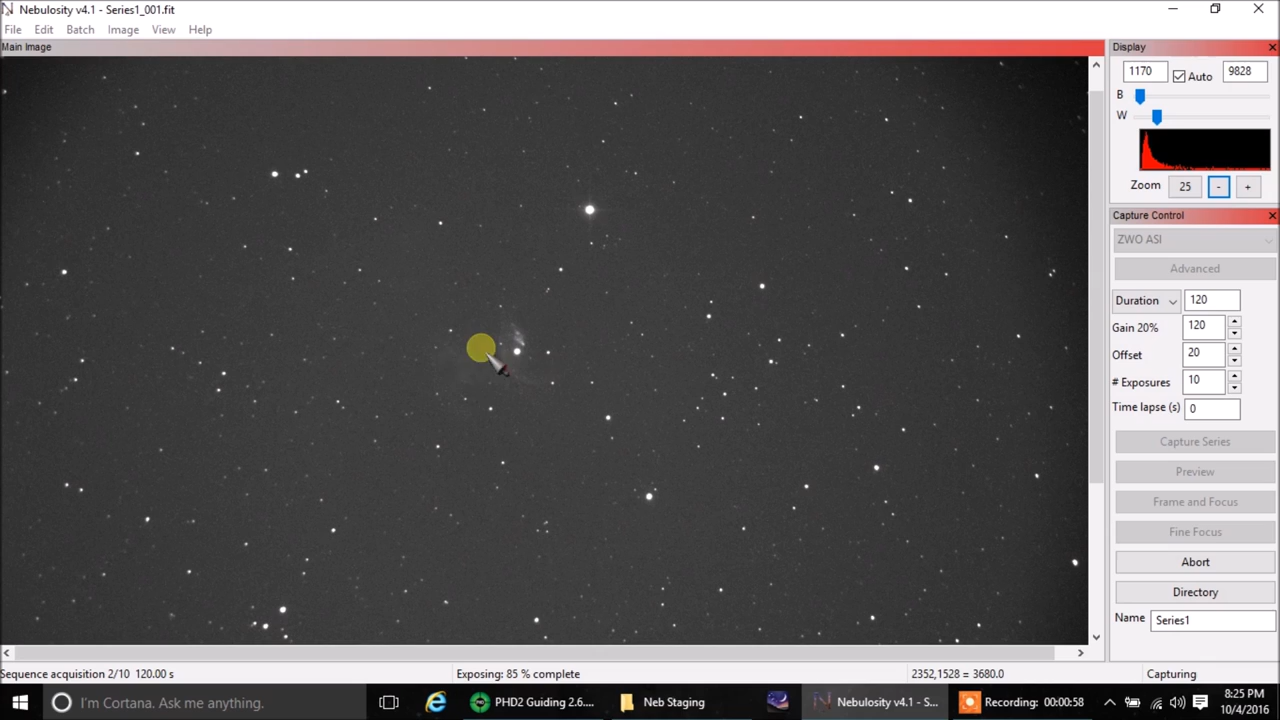 Nebulosity v4.1 - Series1_001.fit
File Edit Batch Image View Help
Main Image
Display
1170 Auto 9828
B
W
Zoom 25 - +
Capture Control
ZWO ASI
Advanced
Duration 120
Gain 20% 120
Offset 20
# Exposures 10
Time lapse (s) 0
Capture Series
Preview
Frame and Focus
Fine Focus
Abort
Directory
Name Series1
Sequence acquisition 2/10 120.00 s Exposing: 85 % complete 2352,1528 = 3680.0 Capturing
I'm Cortana. Ask me anything. PHD2 Guiding 2.6.... Neb Staging Nebulosity v4.1 - S... Recording: 00:00:58 8:25 PM
10/4/2016